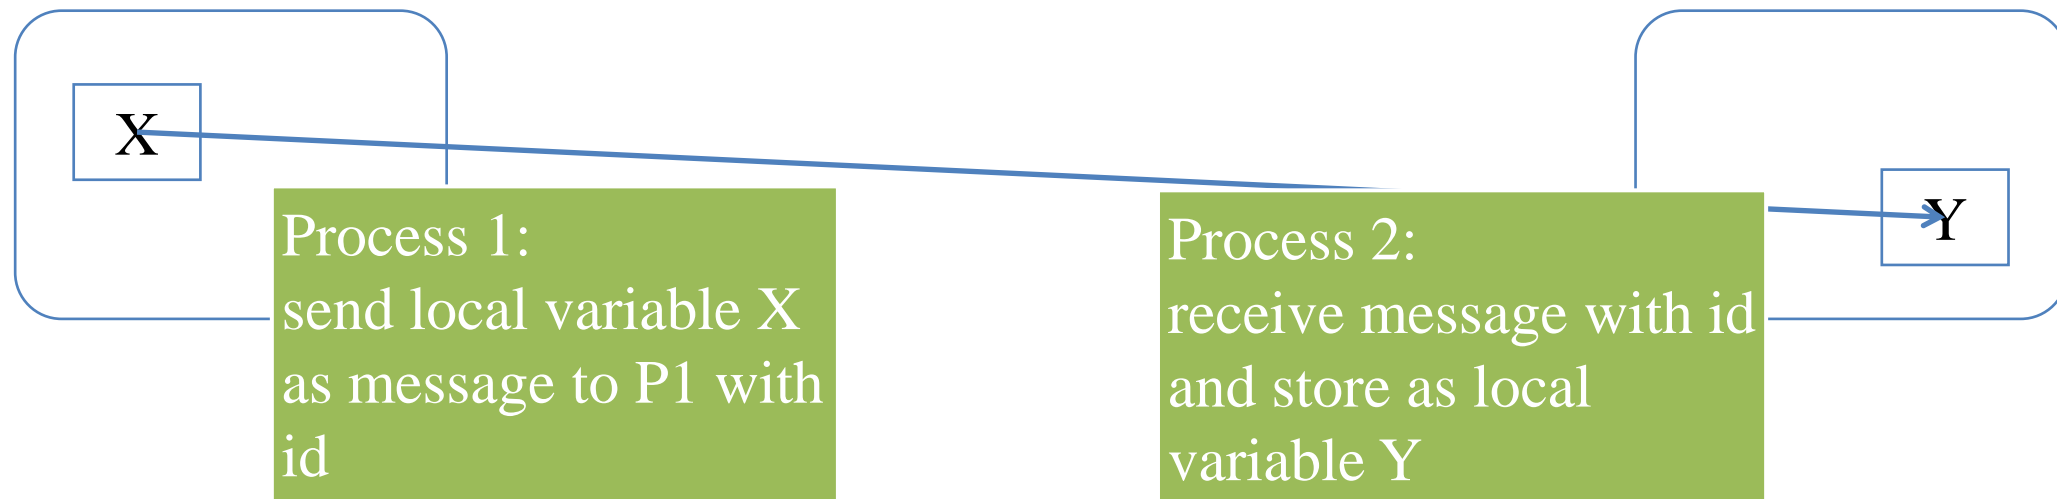 X
Y
Process 1:
send local variable X
as message to P1 with
id
Process 2:
receive message with id
and store as local
variable Y